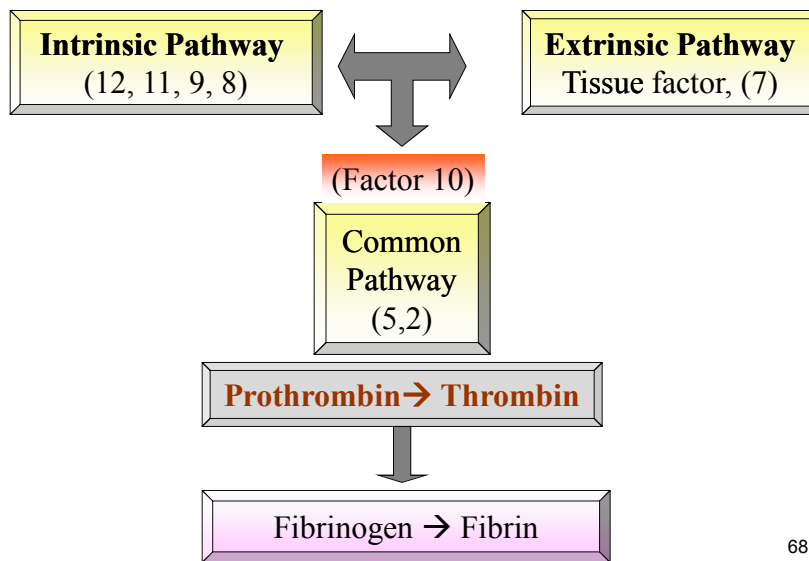 Intrinsic Pathway
(12, 11, 9, 8)
Extrinsic Pathway
Tissue factor, (7)
(Factor 10)
Common
Pathway
(5,2)
Prothrombin→ Thrombin
Fibrinogen → Fibrin
68